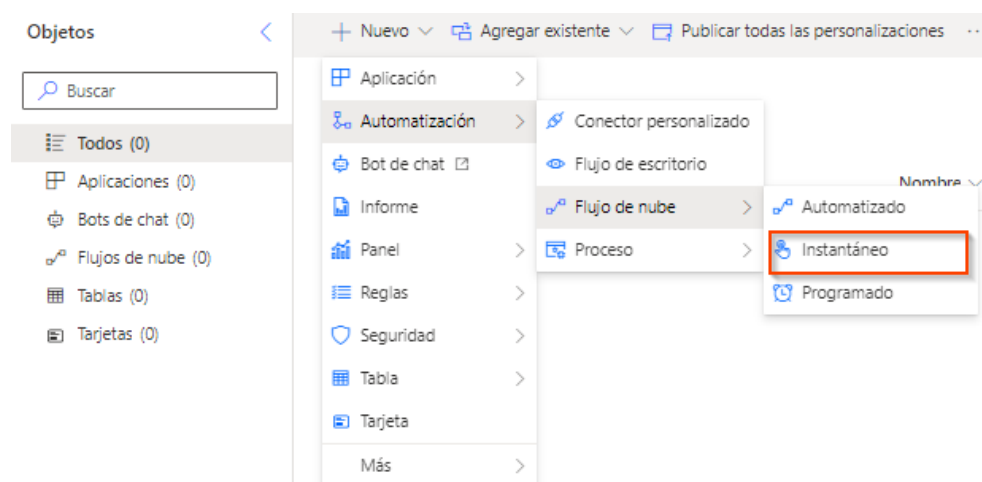 Objetos
Nuevo Agregar existente Publicar todas las personalizaciones ...
Buscar
Todos (0)
Aplicaciones (0)
Bots de chat (0)
Flujos de nube (0)
Tablas (0)
Tarjetas (0)
Aplicación
Automatización
Bot de chat
Informe
Panel
Reglas
Seguridad
Tabla
Tarjeta
Más
Conector personalizado
Flujo de escritorio
Flujo de nube
Proceso
Nombre
Automatizado
Instantáneo
Programado